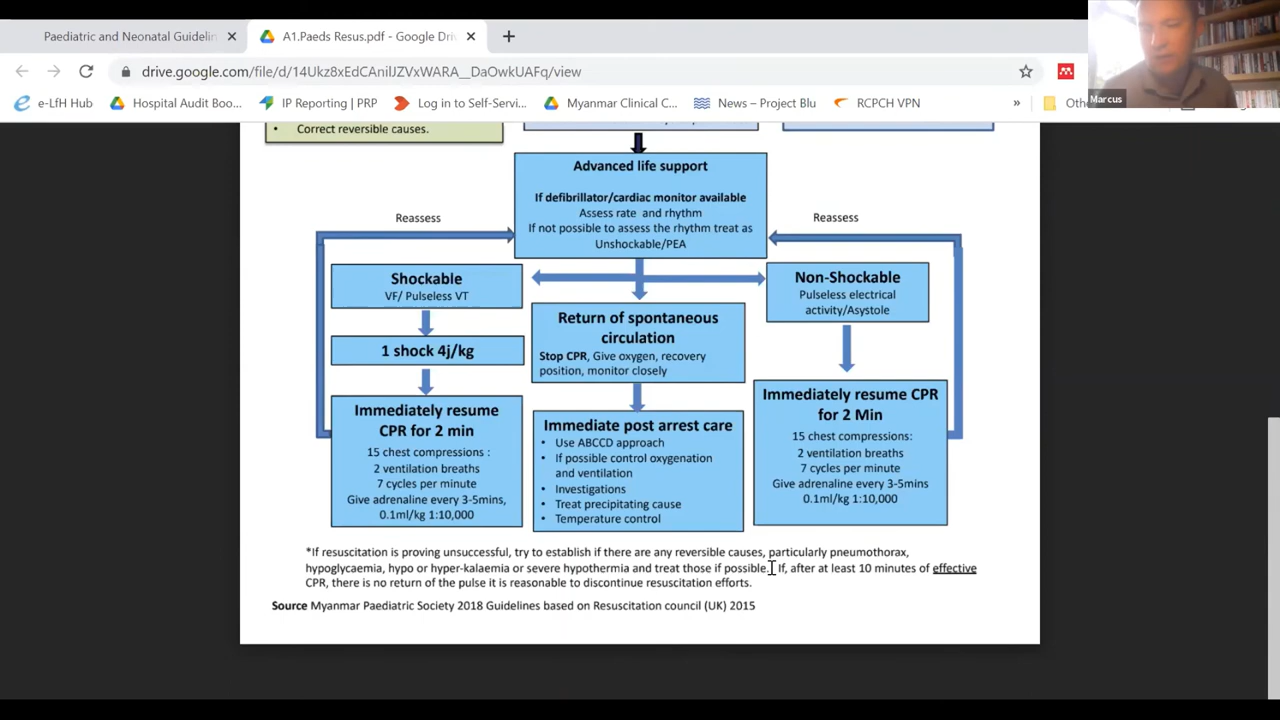 Paediatric and Neonatal Guidelin
A1.Paeds Resus.pdf - Google Dri
drive.google.com/file/d/14Ukz8xEdCAnilJZVxWARA__DaOwkUAFq/view
e-LfH Hub
Hospital Audit Boo...
IP Reporting | PRP
Log in to Self-Servi...
Myanmar Clinical C...
News – Project Blu
RCPCH VPN
»
Marcus
• Correct reversible causes.
Advanced life support
If defibrillator/cardiac monitor available
Assess rate and rhythm
If not possible to assess the rhythm treat as
Unshockable/PEA
Reassess
Reassess
Shockable
VF/ Pulseless VT
1 shock 4j/kg
Immediately resume
CPR for 2 min
15 chest compressions :
2 ventilation breaths
7 cycles per minute
Give adrenaline every 3-5mins,
0.1ml/kg 1:10,000
Return of spontaneous
circulation
Stop CPR, Give oxygen, recovery
position, monitor closely
Immediate post arrest care
• Use ABCCD approach
• If possible control oxygenation
and ventilation
• Investigations
• Treat precipitating cause
• Temperature control
Non-Shockable
Pulseless electrical
activity/Asystole
Immediately resume CPR
for 2 Min
15 chest compressions:
2 ventilation breaths
7 cycles per minute
Give adrenaline every 3-5mins
0.1ml/kg 1:10,000
*If resuscitation is proving unsuccessful, try to establish if there are any reversible causes, particularly pneumothorax,
hypoglycaemia, hypo or hyper-kalaemia or severe hypothermia and treat those if possible. If, after at least 10 minutes of effective
CPR, there is no return of the pulse it is reasonable to discontinue resuscitation efforts.
Source Myanmar Paediatric Society 2018 Guidelines based on Resuscitation council (UK) 2015